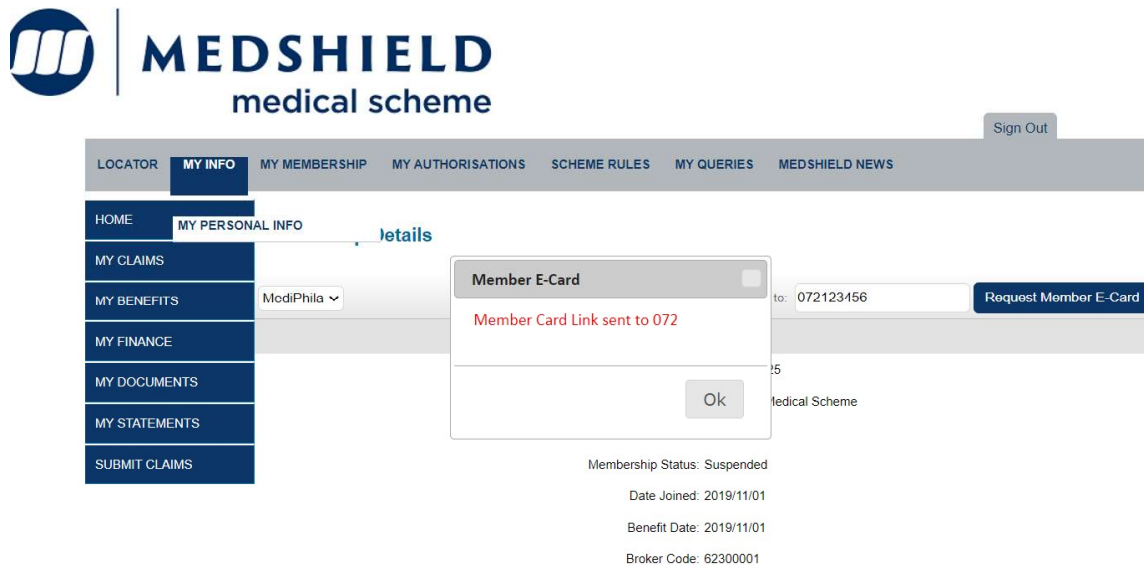 MEDSHIELD
medical scheme
Sign Out
LOCATOR MY INFO MY MEMBERSHIP MY AUTHORISATIONS SCHEME RULES MY QUERIES MEDSHIELD NEWS
HOME
MY PERSONAL INFO
Details
MY CLAIMS
Member E-Card
MY BENEFITS
MediPhila
to: 072123456
Request Member E-Card
Member Card Link sent to 072
MY FINANCE
25
MY DOCUMENTS
Ok
Medical Scheme
MY STATEMENTS
SUBMIT CLAIMS
Membership Status: Suspended
Date Joined: 2019/11/01
Benefit Date: 2019/11/01
Broker Code: 62300001